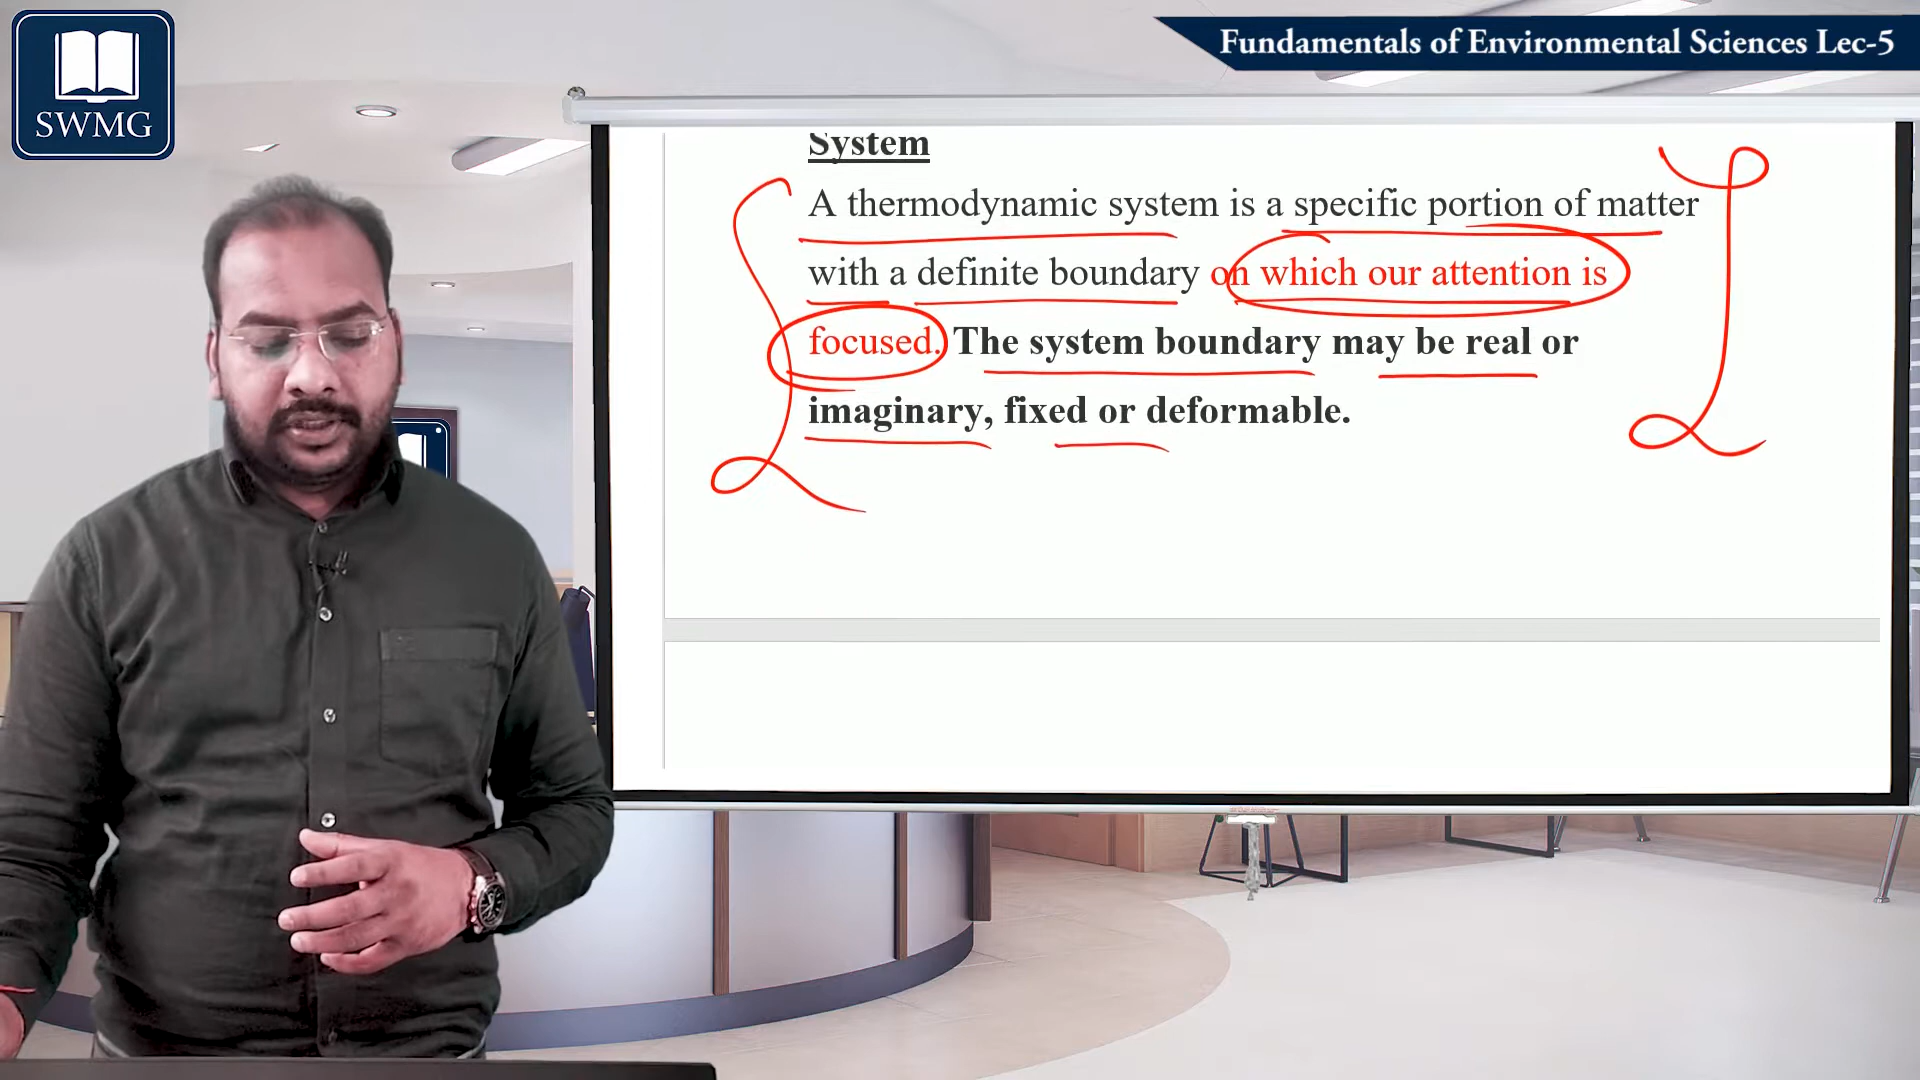 SWMG
Fundamentals of Environmental Sciences Lec-5
System
A thermodynamic system is a specific portion of matter
with a definite boundary on which our attention is
focused. The system boundary may be real or
imaginary, fixed or deformable.